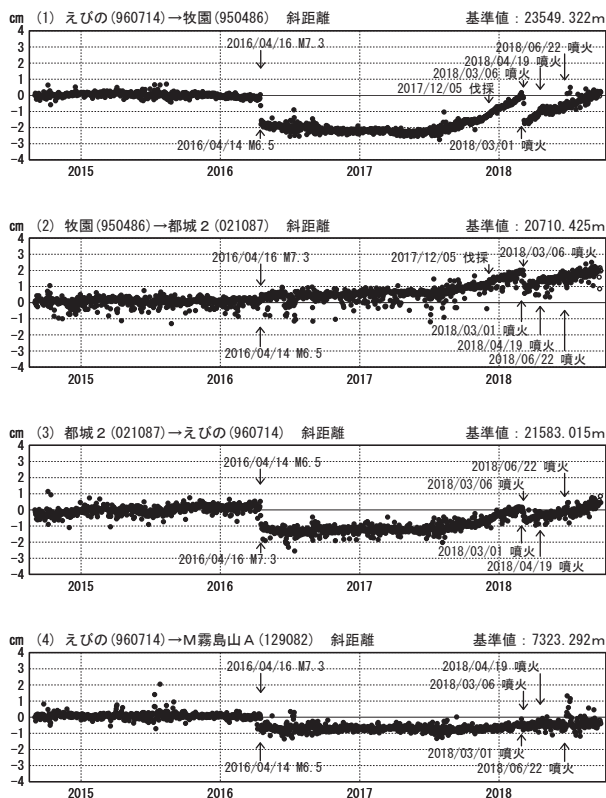 (1) えびの(960714)→牧園(950486) 斜距離 基準値：23549.322m
cm
4
3
2
1
0
-1
-2
-3
-4
2016/04/16 M7.3
2018/06/22 噴火
2018/04/19 噴火
2018/03/06 噴火
2017/12/05 伐採
2016/04/14 M6.5
2018/03/01 噴火
2015 2016 2017 2018
(2) 牧園(950486)→都城２(021087) 斜距離 基準値：20710.425m
cm
4
3
2
1
0
-1
-2
-3
-4
2016/04/16 M7.3
2017/12/05 伐採
2018/03/06 噴火
2018/03/01 噴火
2018/04/19 噴火
2016/04/14 M6.5
2018/06/22 噴火
2015 2016 2017 2018
(3) 都城２(021087)→えびの(960714) 斜距離 基準値：21583.015m
cm
4
3
2
1
0
-1
-2
-3
-4
2016/04/14 M6.5
2018/06/22 噴火
2018/03/06 噴火
2016/04/16 M7.3
2018/03/01 噴火
2018/04/19 噴火
2015 2016 2017 2018
(4) えびの(960714)→Ｍ霧島山Ａ(129082) 斜距離 基準値：7323.292m
cm
4
3
2
1
0
-1
-2
-3
-4
2016/04/16 M7.3
2018/04/19 噴火
2018/03/06 噴火
2018/03/01 噴火
2016/04/14 M6.5
2018/06/22 噴火
2015 2016 2017 2018